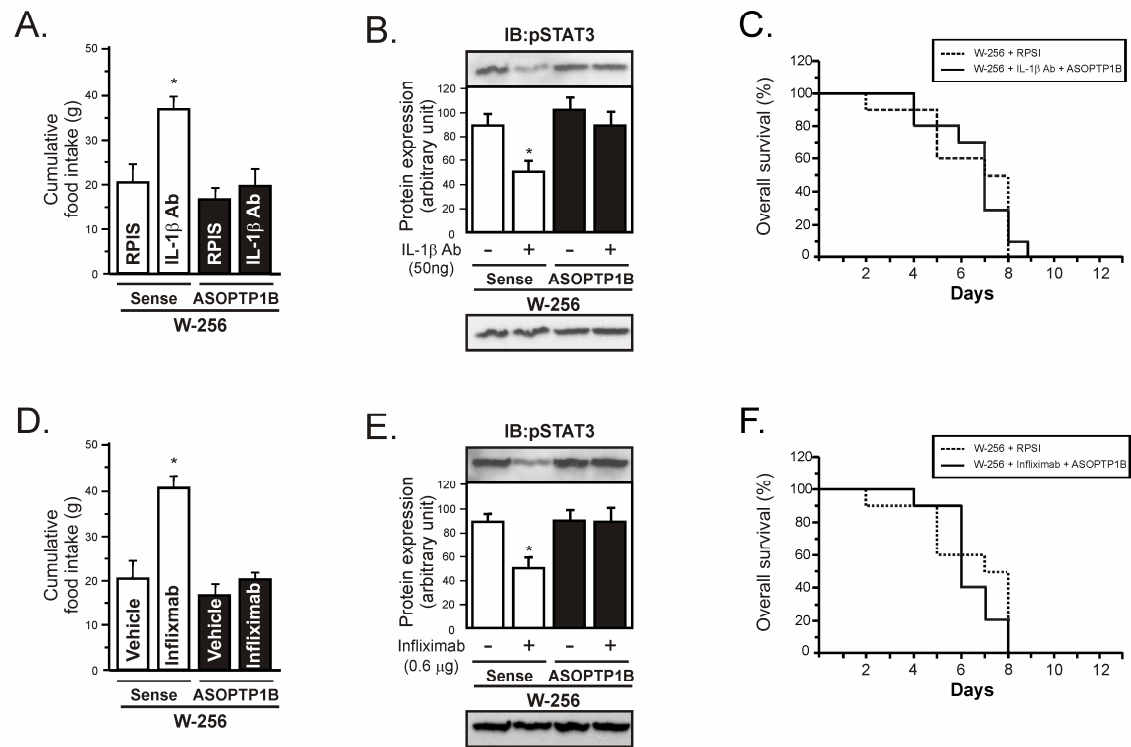 A.
Cumulative
food intake (g)
50
40
30
20
10
0
*
RPIS
IL-1β Ab
RPIS
IL-1β Ab
Sense
ASOPTP1B
W-256
B.
IB:pSTAT3
Protein expression
(arbitrary unit)
120
100
80
60
40
20
0
*
IL-1β Ab
(50ng)
- + - +
Sense
ASOPTP1B
W-256
C.
W-256 + RPSI
W-256 + IL-1β Ab + ASOPTP1B
Overall survival (%)
120
100
80
60
40
20
0
2 4 6 8 10 12
Days
D.
Cumulative
food intake (g)
50
40
30
20
10
0
*
Vehicle
Infliximab
Vehicle
Infliximab
Sense
ASOPTP1B
W-256
E.
IB:pSTAT3
Protein expression
(arbitrary unit)
120
100
80
60
40
20
0
*
Infliximab
(0.6 μg)
- + - +
Sense
ASOPTP1B
W-256
F.
W-256 + RPSI
W-256 + Infliximab + ASOPTP1B
Overall survival (%)
120
100
80
60
40
20
0
2 4 6 8 10 12
Days